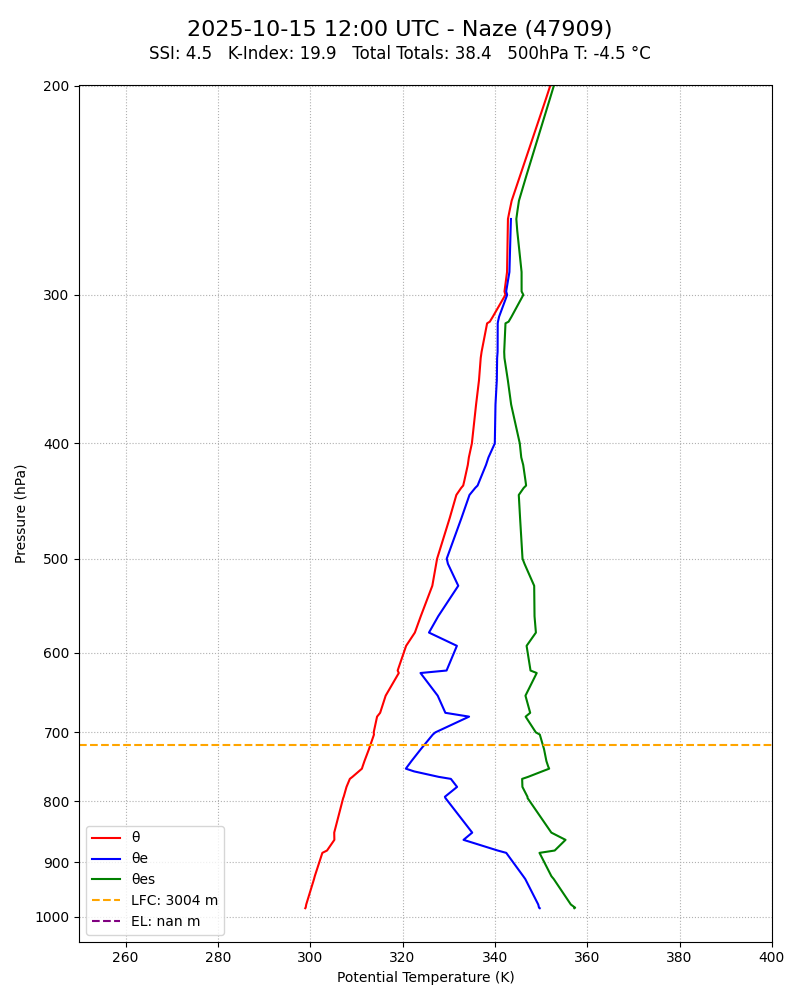 2025-10-15 12:00 UTC - Naze (47909)
SSI: 4.5   K-Index: 19.9   Total Totals: 38.4   500hPa T: -4.5 °C
200
300
400
500
600
700
800
900
1000
Pressure (hPa)
θ
θe
θes
LFC: 3004 m
EL: nan m
260 280 300 320 340 360 380 400
Potential Temperature (K)